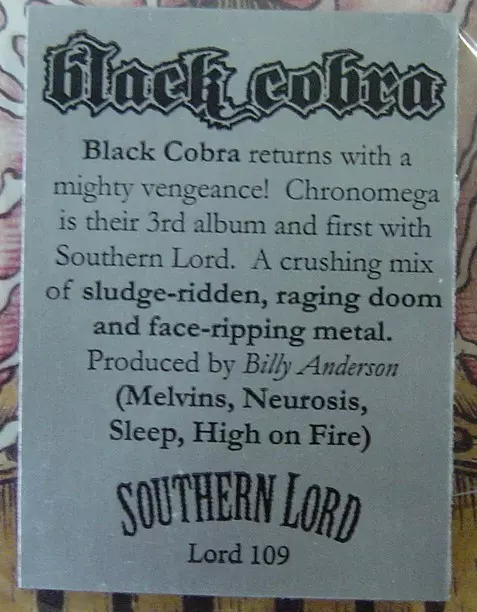 black cobra
Black Cobra returns with a
mighty vengeance! Chronomega
is their 3rd album and first with
Southern Lord. A crushing mix
of sludge-ridden, raging doom
and face-ripping metal.
Produced by Billy Anderson
(Melvins, Neurosis,
Sleep, High on Fire)
SOUTHERN LORD
Lord 109